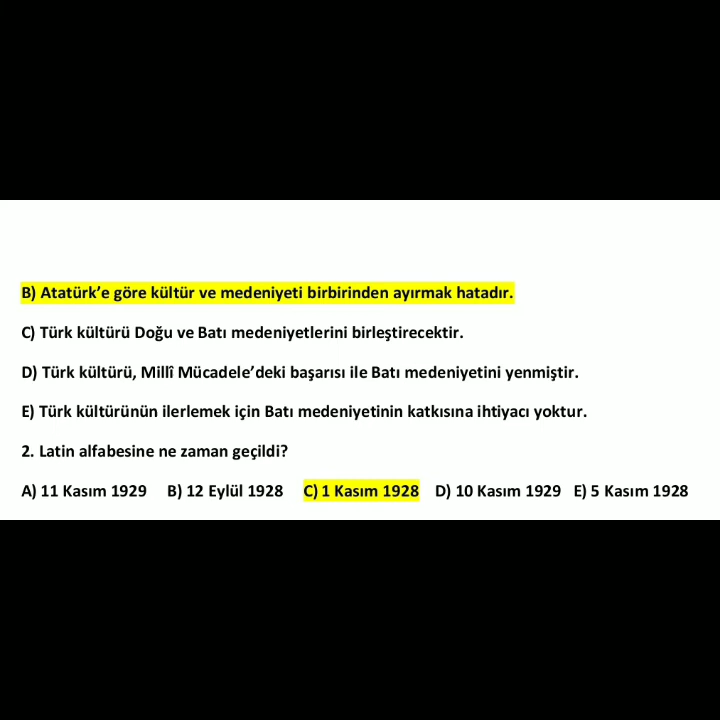 B) Atatürk’e göre kültür ve medeniyeti birbirinden ayırmak hatadır.
C) Türk kültürü Doğu ve Batı medeniyetlerini birleştirecektir.
D) Türk kültürü, Millî Mücadele’deki başarısı ile Batı medeniyetini yenmiştir.
E) Türk kültürünün ilerlemek için Batı medeniyetinin katkısına ihtiyacı yoktur.
2. Latin alfabesine ne zaman geçildi?
A) 11 Kasım 1929 B) 12 Eylül 1928 C) 1 Kasım 1928 D) 10 Kasım 1929 E) 5 Kasım 1928